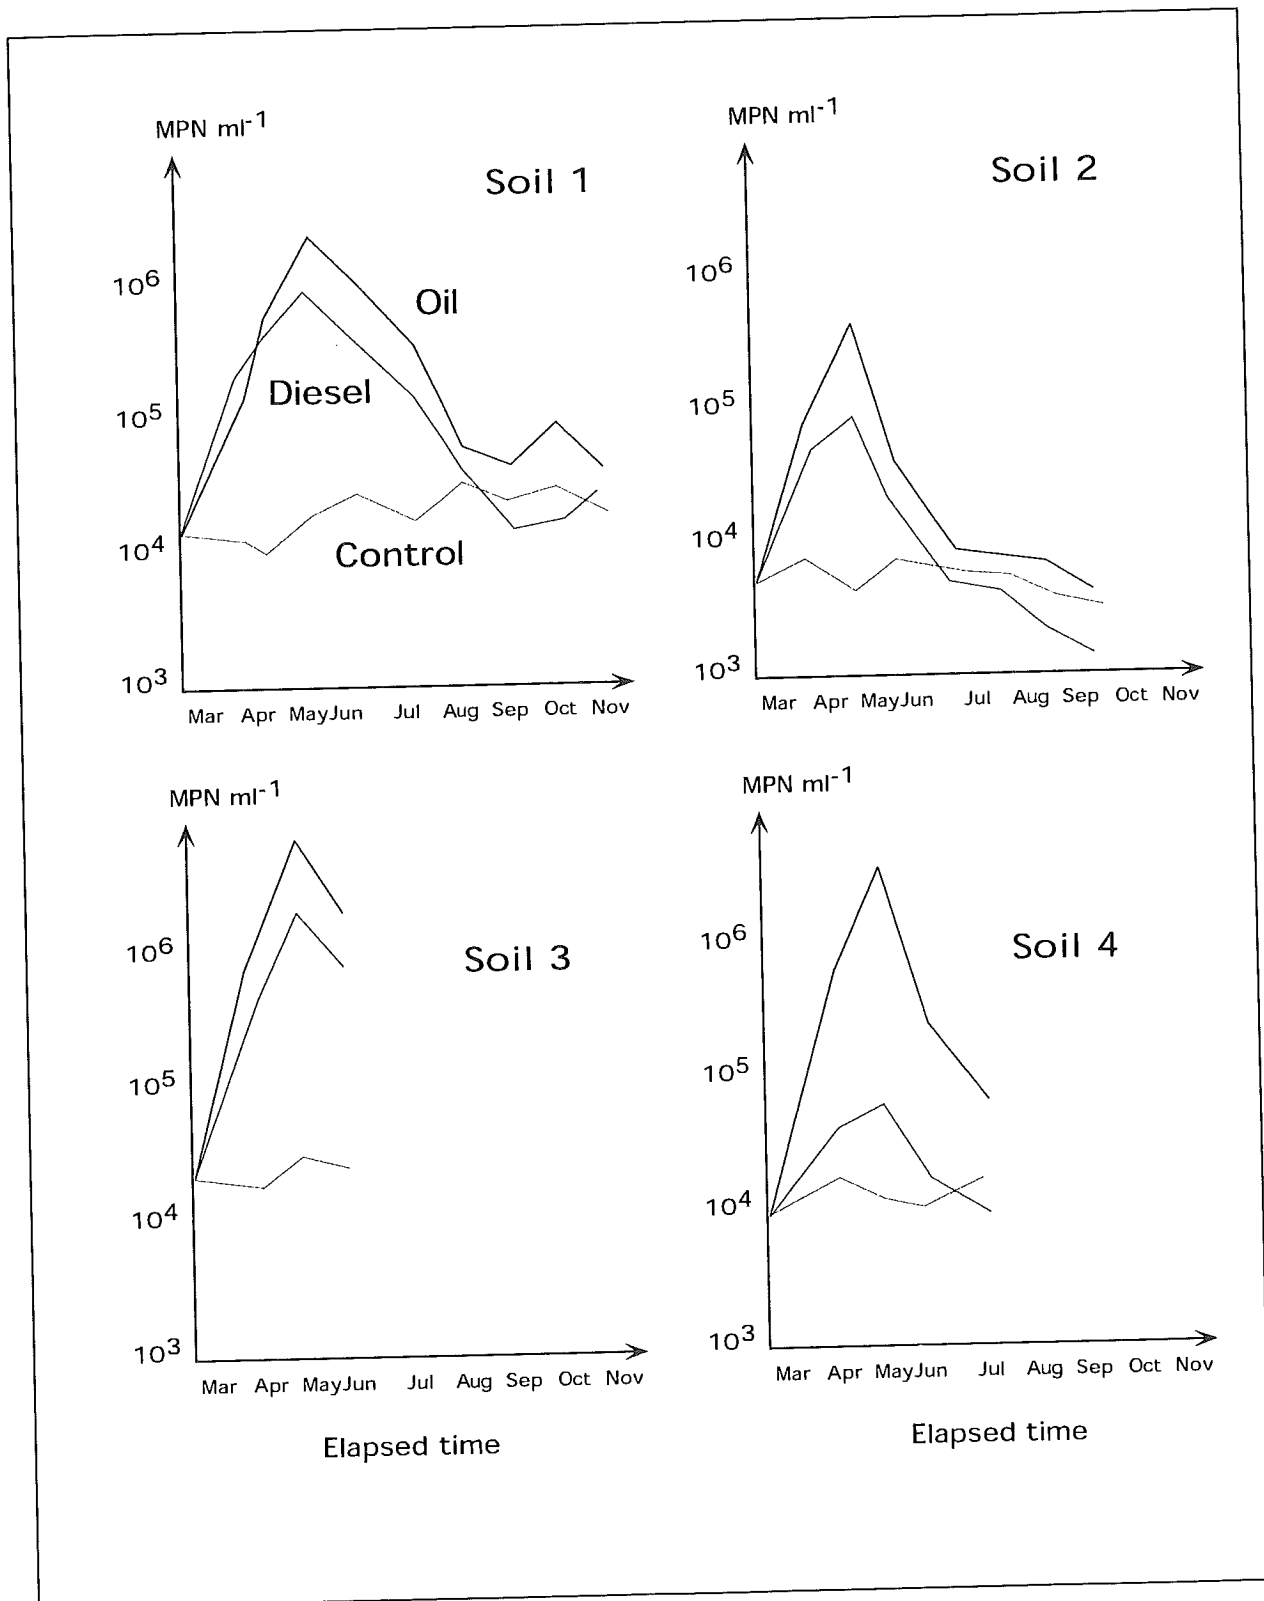 MPN ml-1
Soil 1
10^6
Oil
Diesel
10^5
10^4
Control
10^3
Mar Apr May Jun Jul Aug Sep Oct Nov
MPN ml-1
Soil 2
10^6
10^5
10^4
10^3
Mar Apr May Jun Jul Aug Sep Oct Nov
MPN ml-1
10^6
Soil 3
10^5
10^4
10^3
Mar Apr May Jun Jul Aug Sep Oct Nov
Elapsed time
MPN ml-1
10^6
Soil 4
10^5
10^4
10^3
Mar Apr May Jun Jul Aug Sep Oct Nov
Elapsed time